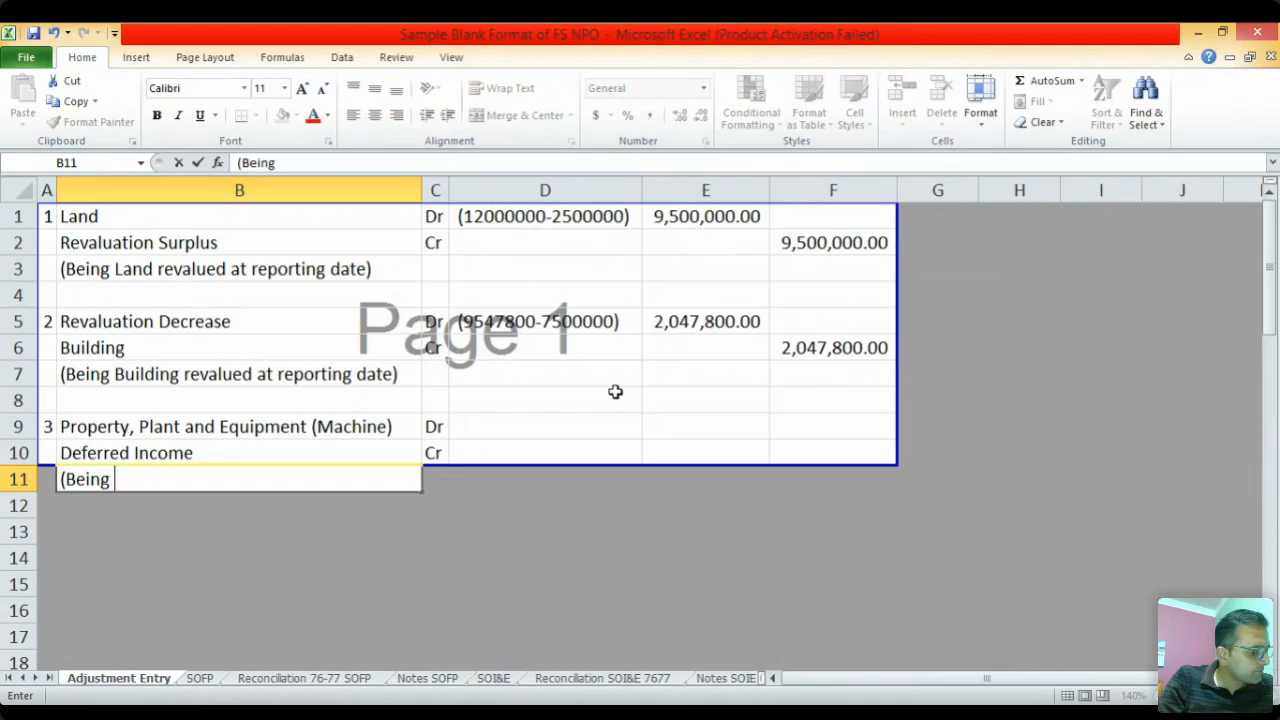 Sample Blank Format of FS NPO - Microsoft Excel (Product Activation Failed)
File Home Insert Page Layout Formulas Data Review View
Paste
Cut
Copy
Format Painter
Clipboard
Calibri 11
B I U A
Font
Wrap Text
Merge & Center
Alignment
General
$ % ,
Number
Conditional Formatting
Format as Table
Cell Styles
Styles
Insert
Delete
Format
Cells
Σ AutoSum
Fill
Clear
Sort & Filter
Find & Select
Editing
B11 fx (Being
A B C D E F G H I J
1 1 Land Dr (12000000-2500000) 9,500,000.00
2 Revaluation Surplus Cr 9,500,000.00
3 (Being Land revalued at reporting date)
4
Page 1
5 2 Revaluation Decrease Dr (9547800-7500000) 2,047,800.00
6 Building Cr 2,047,800.00
7 (Being Building revalued at reporting date)
8
9 3 Property, Plant and Equipment (Machine) Dr
10 Deferred Income Cr
11 (Being
12
13
14
15
16
17
18
Adjustment Entry SOFP Reconciliation 76-77 SOFP Notes SOFP SOI&E Reconciliation SOI&E 7677 Notes SOIE
Enter 140%